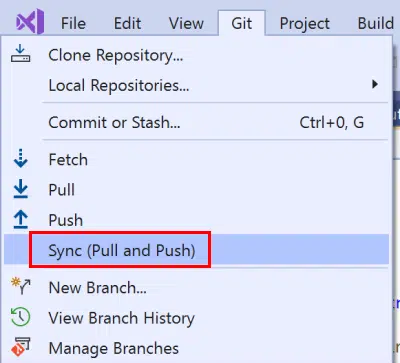 File Edit View Git Project Build
Clone Repository...
Local Repositories...
Commit or Stash... Ctrl+0, G
Fetch
Pull
Push
Sync (Pull and Push)
New Branch...
View Branch History
Manage Branches